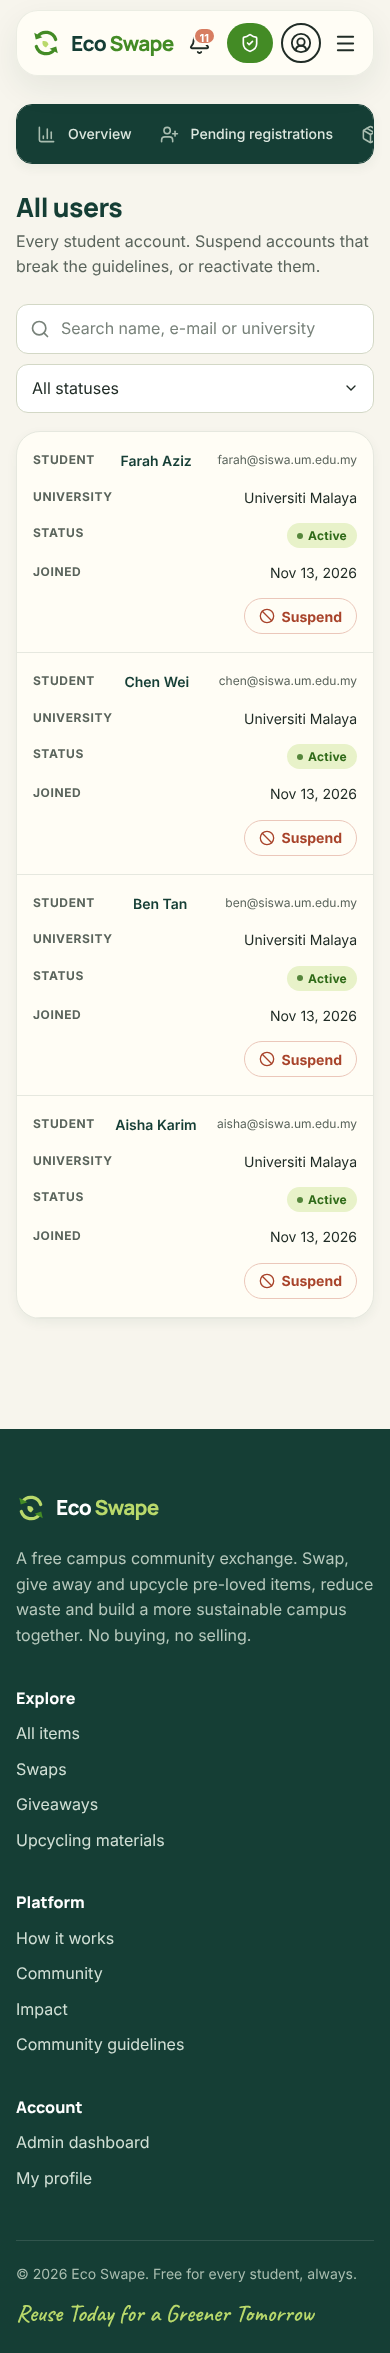 Eco Swape 11
Overview Pending registrations
All users
Every student account. Suspend accounts that
break the guidelines, or reactivate them.
Search name, e-mail or university
All statuses
STUDENT Farah Aziz farah@siswa.um.edu.my
UNIVERSITY Universiti Malaya
STATUS Active
JOINED Nov 13, 2026
Suspend
STUDENT Chen Wei chen@siswa.um.edu.my
UNIVERSITY Universiti Malaya
STATUS Active
JOINED Nov 13, 2026
Suspend
STUDENT Ben Tan ben@siswa.um.edu.my
UNIVERSITY Universiti Malaya
STATUS Active
JOINED Nov 13, 2026
Suspend
STUDENT Aisha Karim aisha@siswa.um.edu.my
UNIVERSITY Universiti Malaya
STATUS Active
JOINED Nov 13, 2026
Suspend
Eco Swape
A free campus community exchange. Swap,
give away and upcycle pre-loved items, reduce
waste and build a more sustainable campus
together. No buying, no selling.
Explore
All items
Swaps
Giveaways
Upcycling materials
Platform
How it works
Community
Impact
Community guidelines
Account
Admin dashboard
My profile
© 2026 Eco Swape. Free for every student, always.
Reuse Today for a Greener Tomorrow